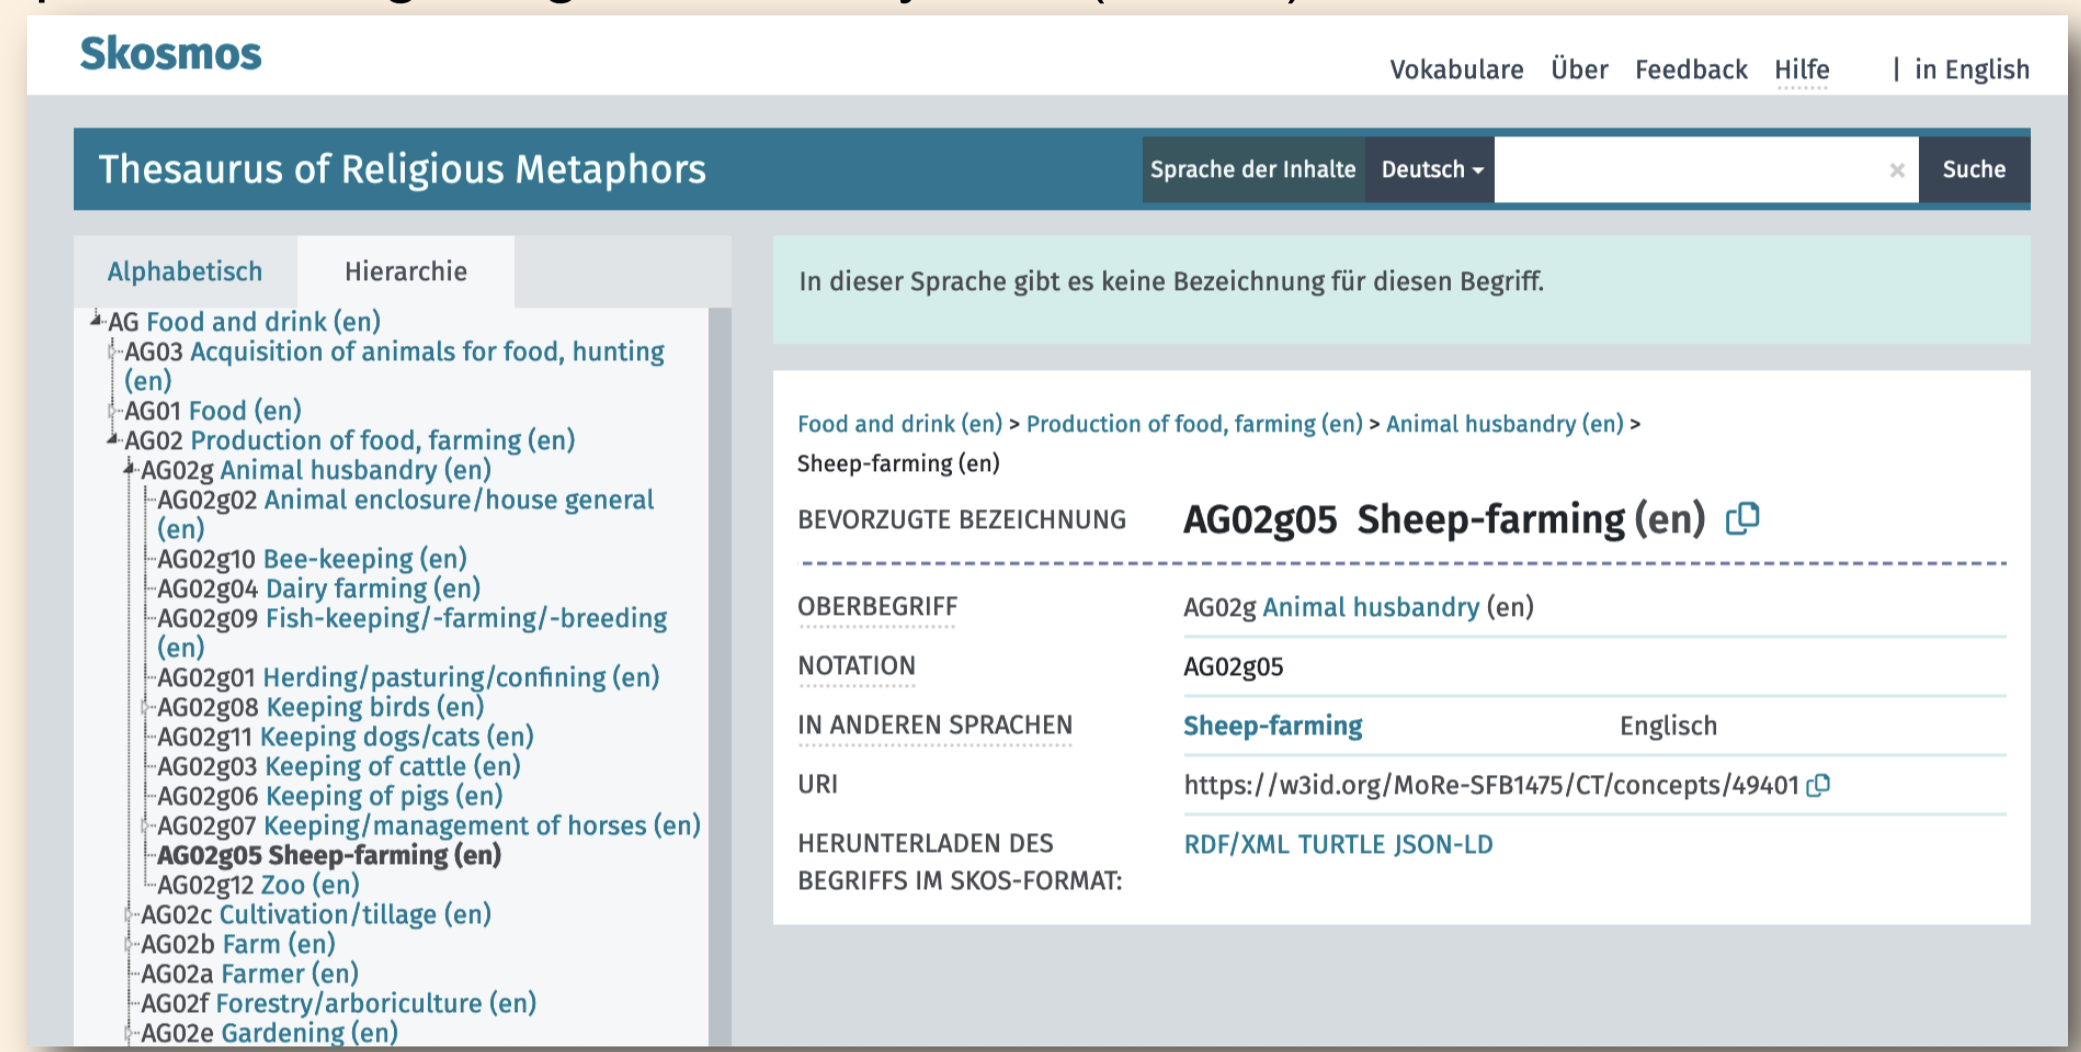 Skosmos
Vokabulare Über Feedback Hilfe | in English
Thesaurus of Religious Metaphors
Sprache der Inhalte Deutsch × Suche
Alphabetisch Hierarchie
AG Food and drink (en)
AG03 Acquisition of animals for food, hunting
(en)
AG01 Food (en)
AG02 Production of food, farming (en)
AG02g Animal husbandry (en)
AG02g02 Animal enclosure/house general
(en)
AG02g10 Bee-keeping (en)
AG02g04 Dairy farming (en)
AG02g09 Fish-keeping/-farming/-breeding
(en)
AG02g01 Herding/pasturing/confining (en)
AG02g08 Keeping birds (en)
AG02g11 Keeping dogs/cats (en)
AG02g03 Keeping of cattle (en)
AG02g06 Keeping of pigs (en)
AG02g07 Keeping/management of horses (en)
AG02g05 Sheep-farming (en)
AG02g12 Zoo (en)
AG02c Cultivation/tillage (en)
AG02b Farm (en)
AG02a Farmer (en)
AG02f Forestry/arboriculture (en)
AG02e Gardening (en)
In dieser Sprache gibt es keine Bezeichnung für diesen Begriff.
Food and drink (en) > Production of food, farming (en) > Animal husbandry (en) >
Sheep-farming (en)
BEVORZUGTE BEZEICHNUNG AG02g05 Sheep-farming (en)
OBERBEGRIFF AG02g Animal husbandry (en)
NOTATION AG02g05
IN ANDEREN SPRACHEN Sheep-farming Englisch
URI https://w3id.org/MoRe-SFB1475/CT/concepts/49401
HERUNTERLADEN DES RDF/XML TURTLE JSON-LD
BEGRIFFS IM SKOS-FORMAT: